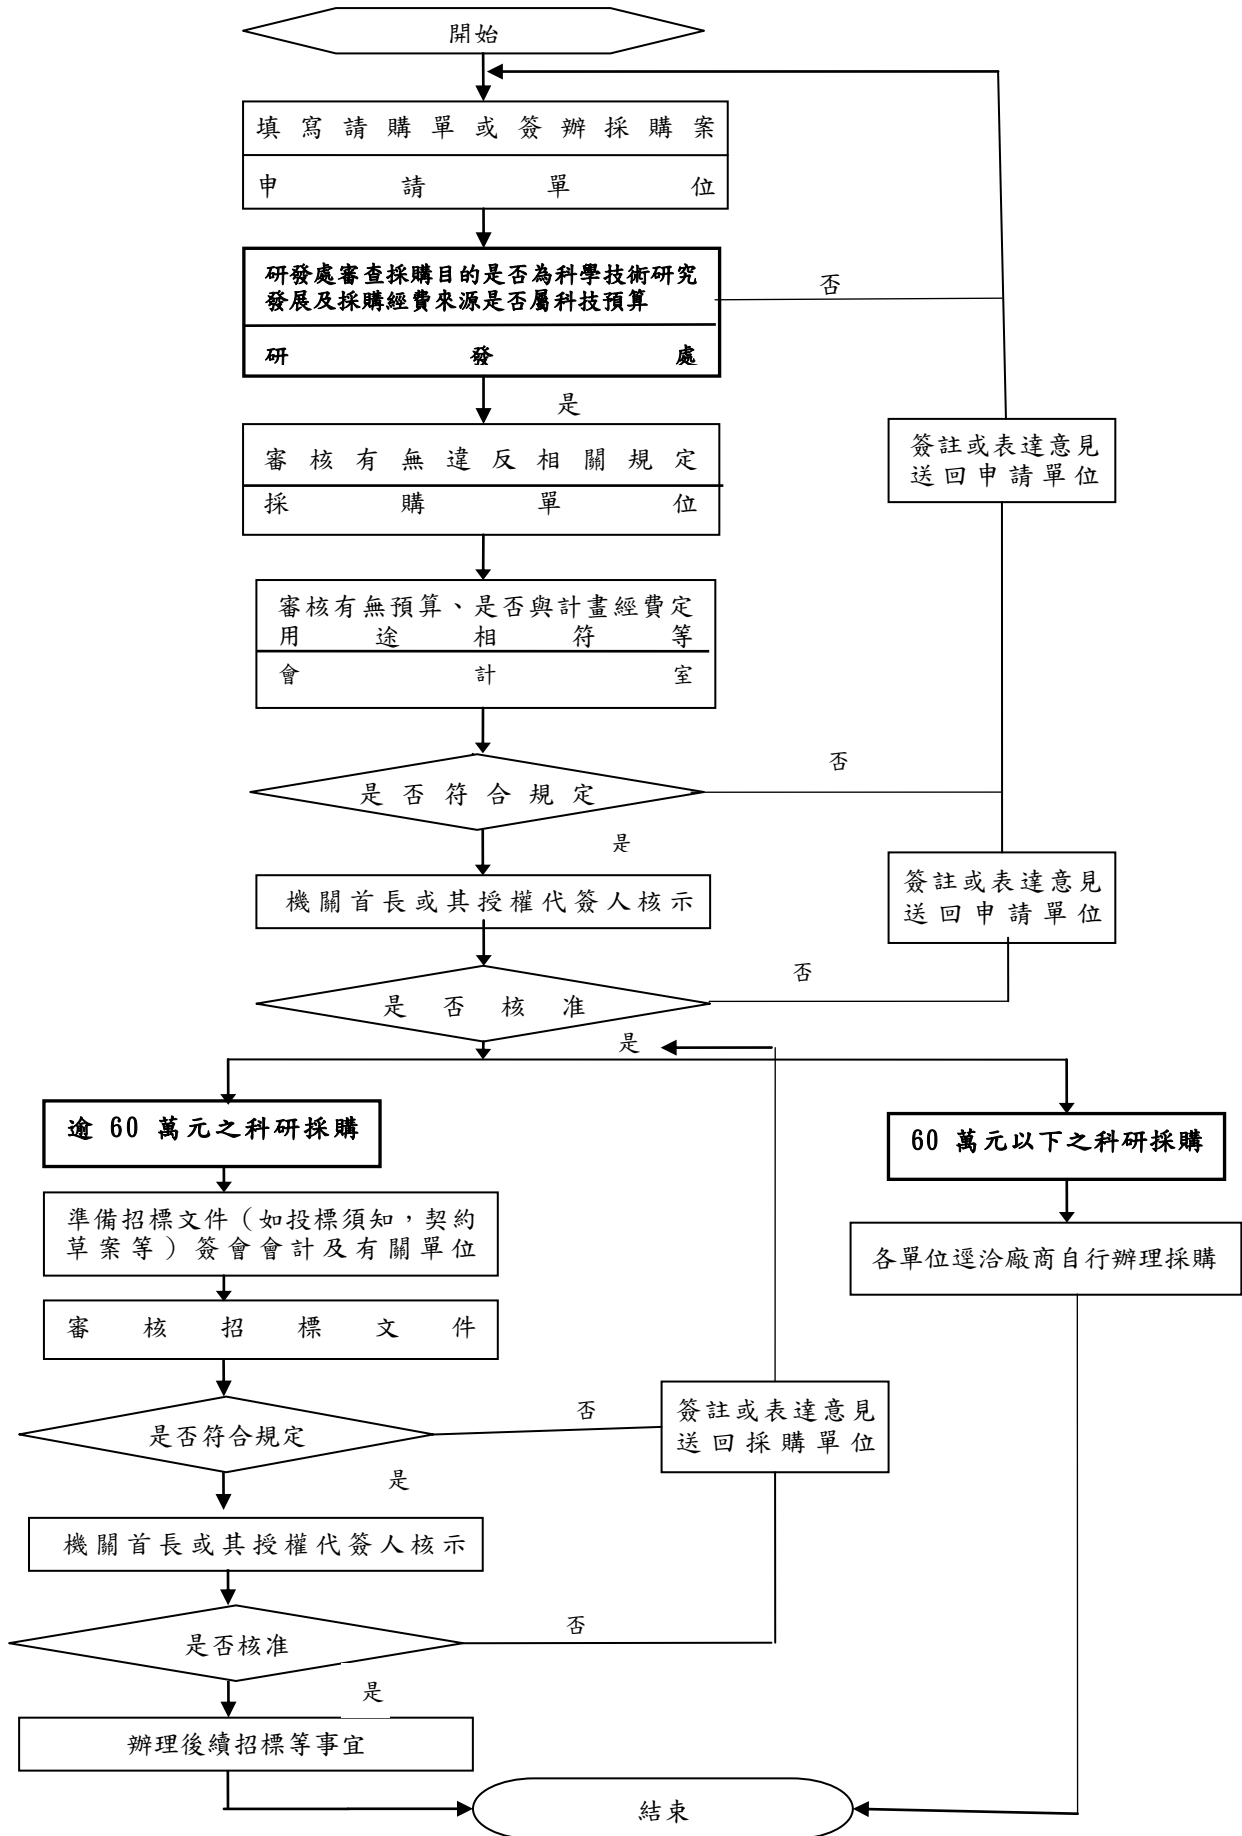 開始
填寫請購單或簽辦採購案
申請單位
研發處審查採購目的是否為科學技術研究
發展及採購經費來源是否屬科技預算
否
研發處
是
審核有無違反相關規定
簽註或表達意見
送回申請單位
採購單位
審核有無預算、是否與計畫經費定
用途相符等
會計室
否
是否符合規定
是
機關首長或其授權代簽人核示
簽註或表達意見
送回申請單位
否
是否核准
是
逾 60 萬元之科研採購
60 萬元以下之科研採購
準備招標文件（如投標須知，契約
草案等）簽會會計及有關單位
各單位逕洽廠商自行辦理採購
審核招標文件
否
簽註或表達意見
送回採購單位
是否符合規定
是
機關首長或其授權代簽人核示
否
是否核准
是
辦理後續招標等事宜
結束